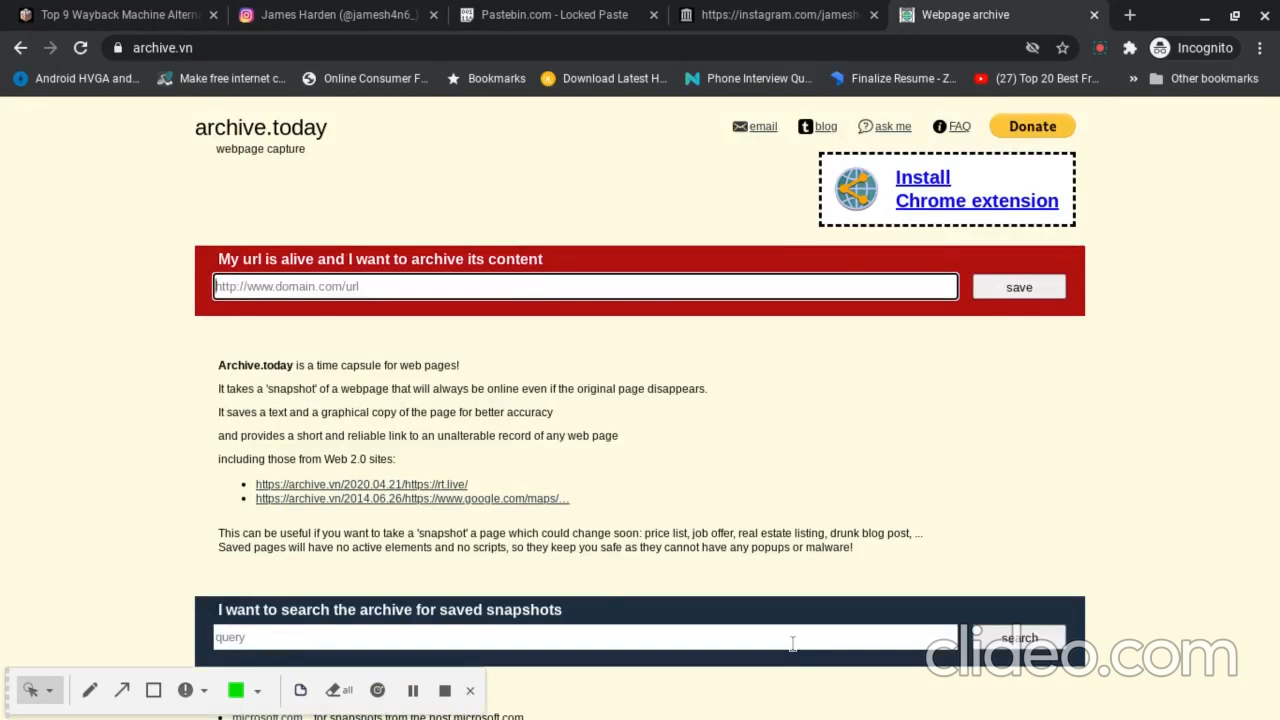 Top 9 Wayback Machine Altern
James Harden (@jamesh4n6_)
Pastebin.com - Locked Paste
https://instagram.com/jamesh
Webpage archive
archive.vn
Incognito
Android HVGA and...
Make free internet c...
Online Consumer F...
Bookmarks
Download Latest H...
Phone Interview Qu...
Finalize Resume - Z...
(27) Top 20 Best Fr...
Other bookmarks
archive.today
webpage capture
email
blog
ask me
FAQ
Donate
Install
Chrome extension
My url is alive and I want to archive its content
http://www.domain.com/url
save
Archive.today is a time capsule for web pages!
It takes a 'snapshot' of a webpage that will always be online even if the original page disappears.
It saves a text and a graphical copy of the page for better accuracy
and provides a short and reliable link to an unalterable record of any web page
including those from Web 2.0 sites:
https://archive.vn/2020.04.21/https://rt.live/
https://archive.vn/2014.06.26/https://www.google.com/maps/...
This can be useful if you want to take a 'snapshot' a page which could change soon: price list, job offer, real estate listing, drunk blog post, ...
Saved pages will have no active elements and no scripts, so they keep you safe as they cannot have any popups or malware!
I want to search the archive for saved snapshots
query
search
clideo.com
all
microsoft.com for snapshots from the host microsoft.com